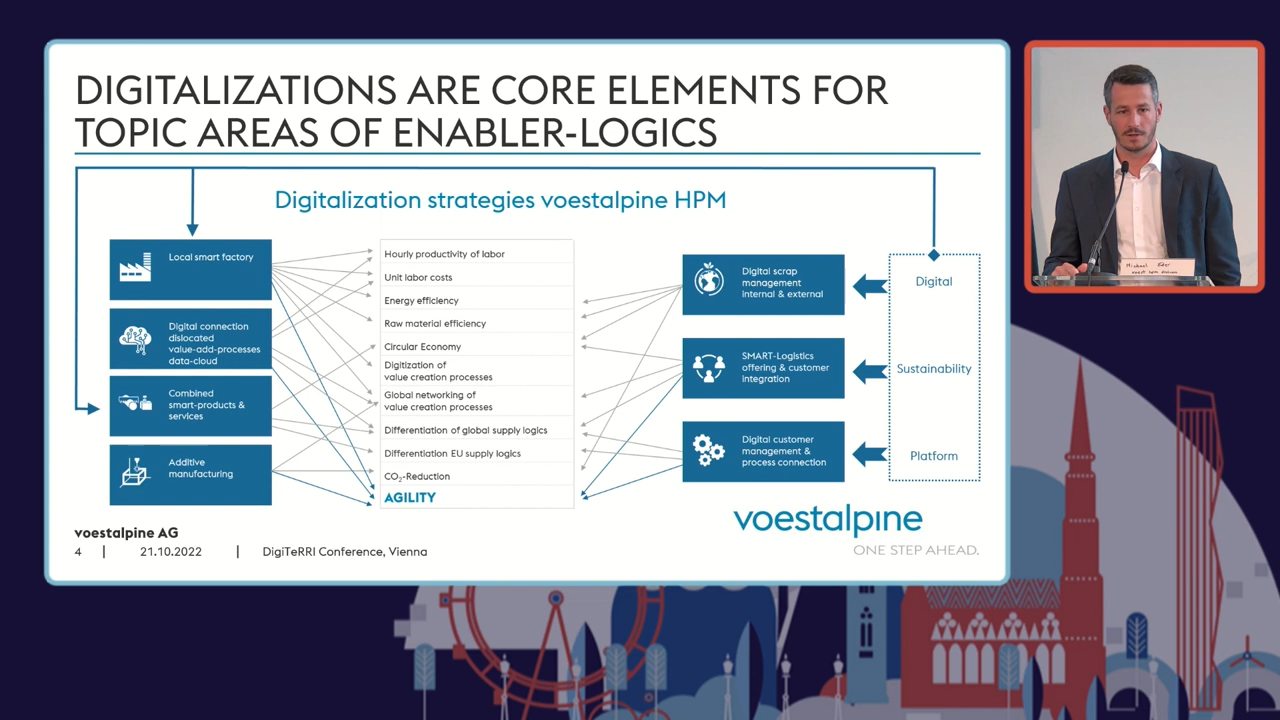 DIGITALIZATIONS ARE CORE ELEMENTS FOR
TOPIC AREAS OF ENABLER-LOGICS
Digitalization strategies voestalpine HPM
Local smart factory
Digital connection
dislocated
value-add-processes
data-cloud
Combined
smart-products &
services
Additive
manufacturing
Hourly productivity of labor
Unit labor costs
Energy efficiency
Raw material efficiency
Circular Economy
Digitization of
value creation processes
Global networking of
value creation processes
Differentiation of global supply logics
Differentiation EU supply logics
CO₂-Reduction
AGILITY
Digital scrap
management
internal & external
SMART-Logistics
offering & customer
integration
Digital customer
management &
process connection
Digital
Sustainability
Platform
voestalpine
ONE STEP AHEAD.
voestalpine AG
4 | 21.10.2022 | DigiTeRRI Conference, Vienna
Michael Eder